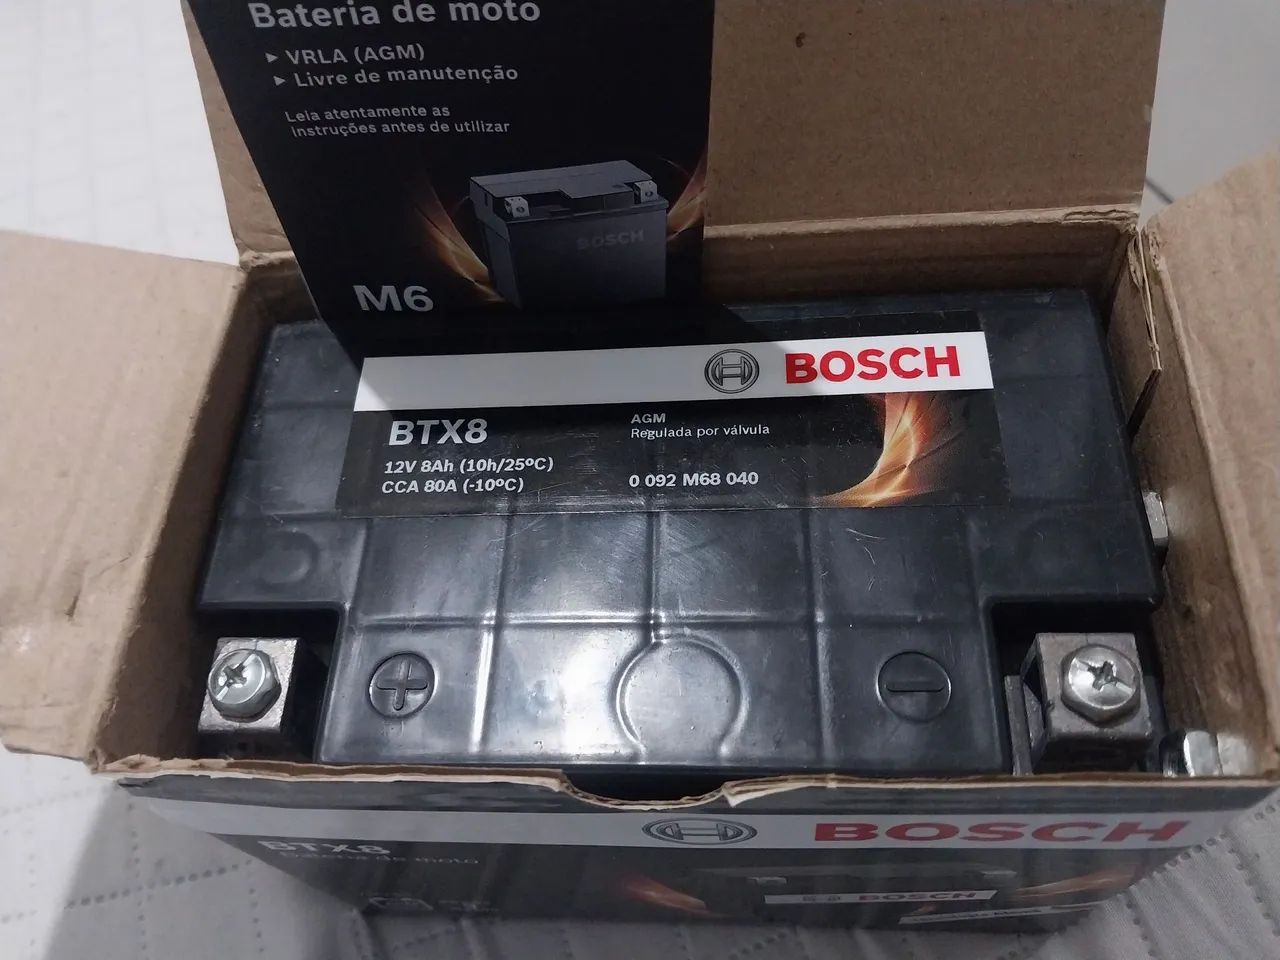 Bateria de moto
► VRLA (AGM)
► Livre de manutenção
Leia atentamente as
instruções antes de utilizar
BOSCH
M6
BOSCH
BTX8
12V 8Ah (10h/25ºC)
CCA 80A (-10ºC)
AGM
Regulada por válvula
0 092 M68 040
BOSCH
BTX8
Bateria de moto
BOSCH